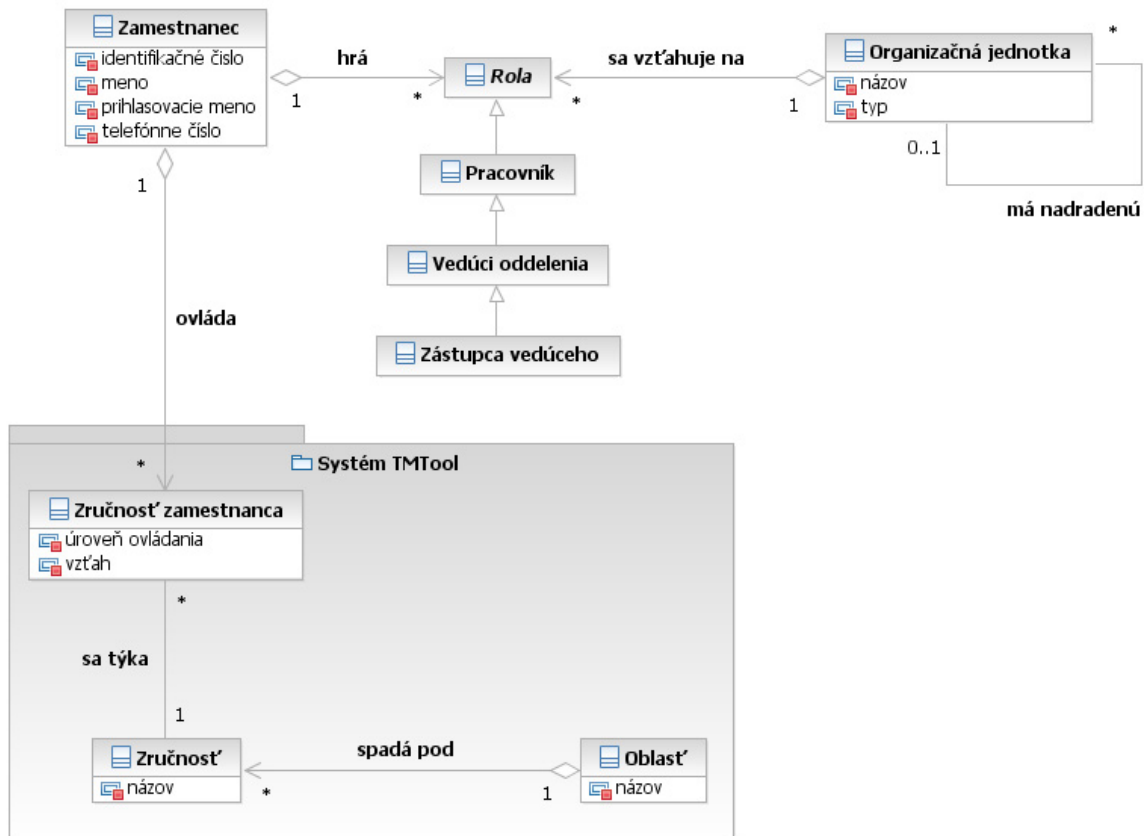 Zamestnanec
identifikačné čislo
meno
prihlasovacie meno
telefónne číslo
1
hrá
*
Rola
sa vzťahuje na
*
1
Organizačná jednotka
názov
typ
*
0..1
má nadradenú
Pracovník
Vedúci oddelenia
Zástupca vedúceho
1
ovláda
*
Systém TMTool
Zručnosť zamestnanca
úroveň ovládania
vzťah
*
sa týka
1
Zručnosť
názov
*
spadá pod
1
Oblasť
názov